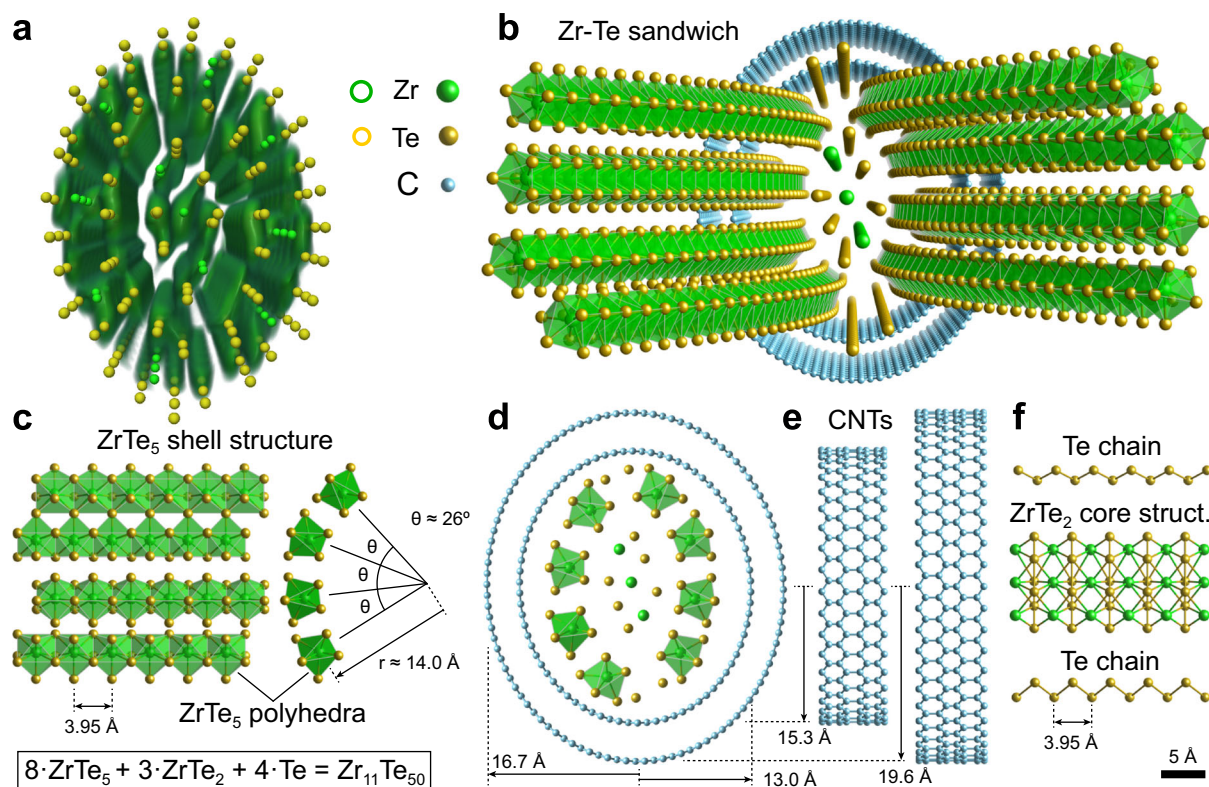 a
b
Zr-Te sandwich
Zr
Te
C
c
ZrTe₅ shell structure
θ ≈ 26º
θ
θ
θ
r ≈ 14.0 Å
3.95 Å
ZrTe₅ polyhedra
8·ZrTe₅ + 3·ZrTe₂ + 4·Te = Zr₁₁Te₅₀
d
16.7 Å
13.0 Å
15.3 Å
19.6 Å
e
CNTs
f
Te chain
ZrTe₂ core struct.
Te chain
3.95 Å
5 Å